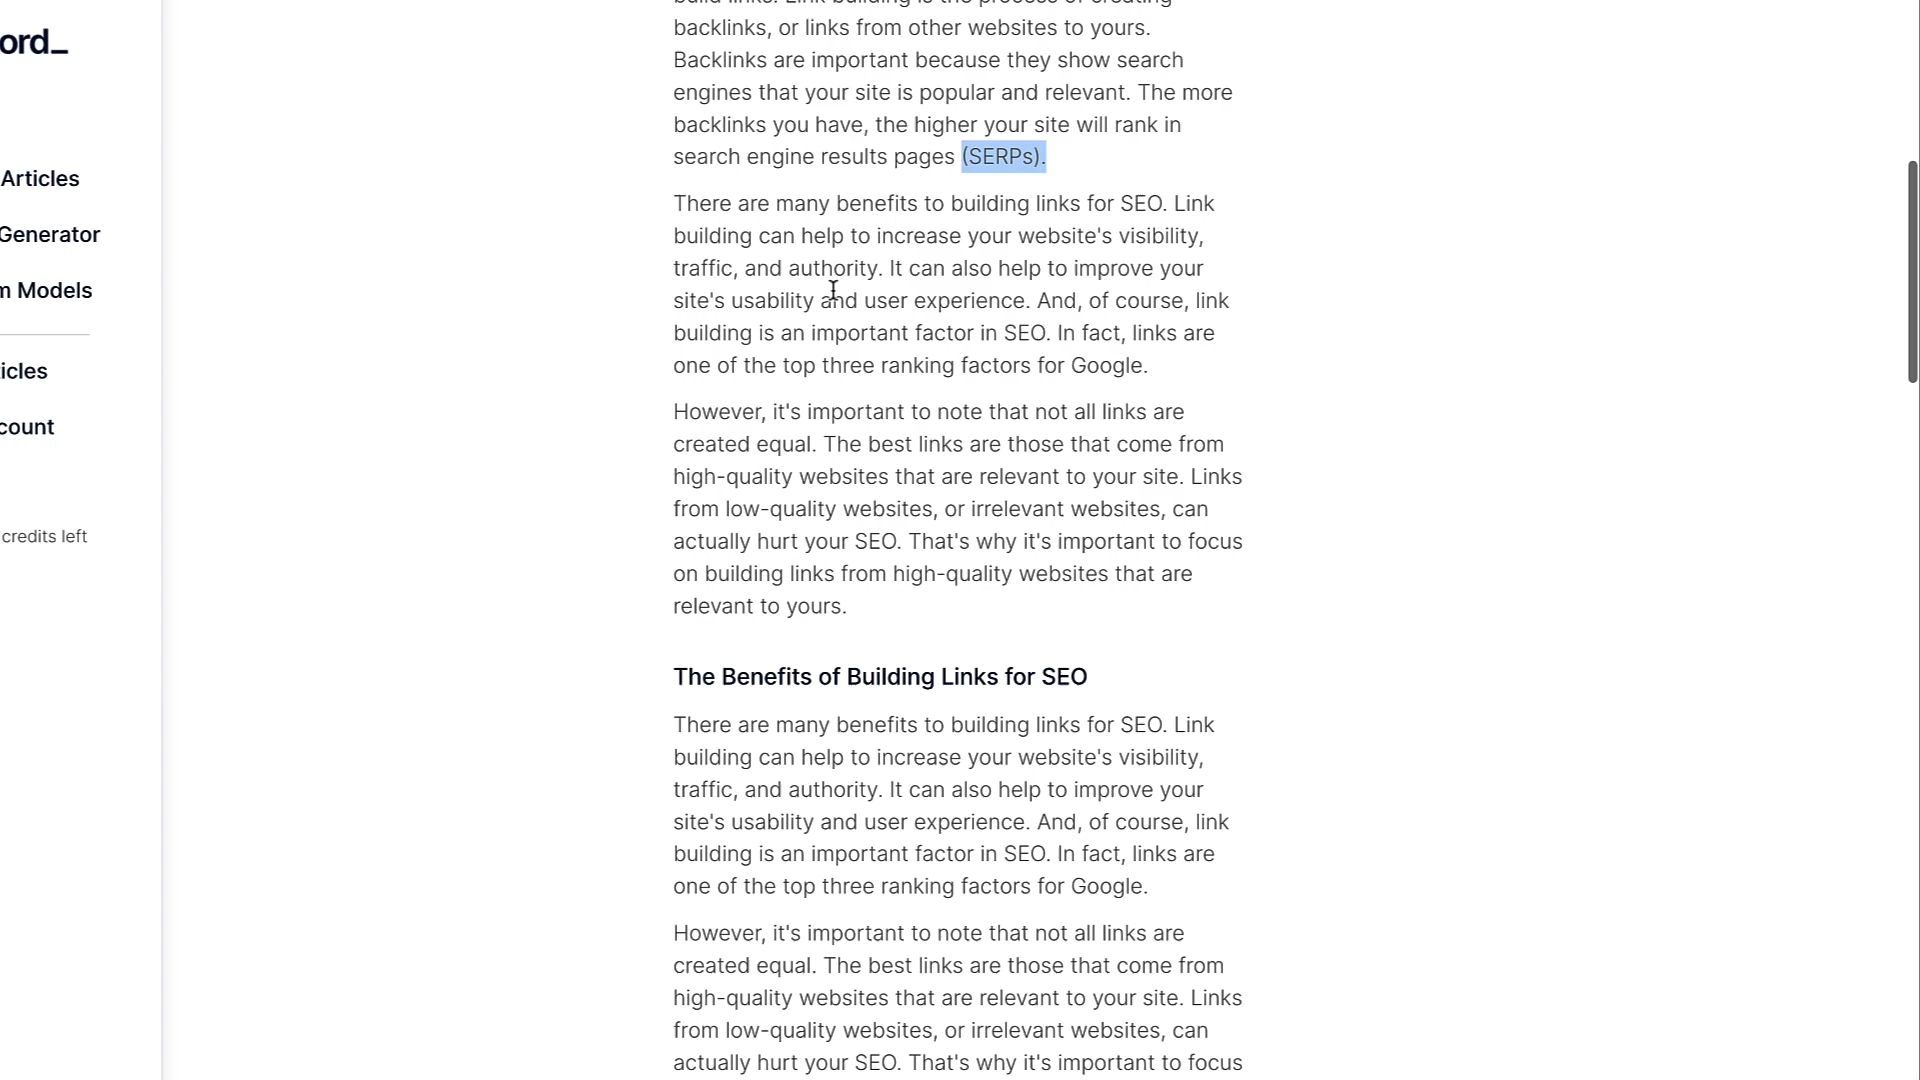 ord_
Articles
Generator
m Models
icles
count
credits left
build links. Link building is the process of creating
backlinks, or links from other websites to yours.
Backlinks are important because they show search
engines that your site is popular and relevant. The more
backlinks you have, the higher your site will rank in
search engine results pages (SERPs).
There are many benefits to building links for SEO. Link
building can help to increase your website's visibility,
traffic, and authority. It can also help to improve your
site's usability and user experience. And, of course, link
building is an important factor in SEO. In fact, links are
one of the top three ranking factors for Google.
However, it's important to note that not all links are
created equal. The best links are those that come from
high-quality websites that are relevant to your site. Links
from low-quality websites, or irrelevant websites, can
actually hurt your SEO. That's why it's important to focus
on building links from high-quality websites that are
relevant to yours.
The Benefits of Building Links for SEO
There are many benefits to building links for SEO. Link
building can help to increase your website's visibility,
traffic, and authority. It can also help to improve your
site's usability and user experience. And, of course, link
building is an important factor in SEO. In fact, links are
one of the top three ranking factors for Google.
However, it's important to note that not all links are
created equal. The best links are those that come from
high-quality websites that are relevant to your site. Links
from low-quality websites, or irrelevant websites, can
actually hurt your SEO. That's why it's important to focus